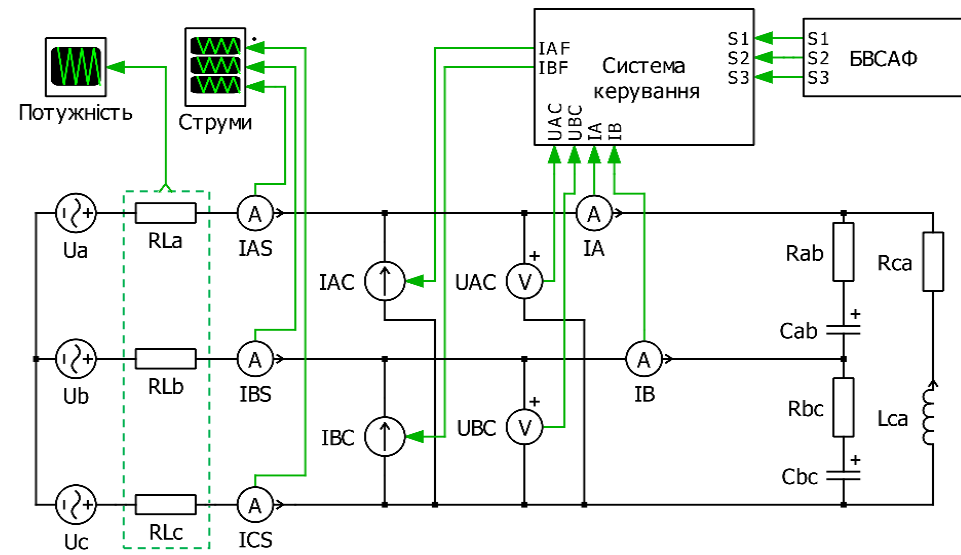 IAF
IBF
UAC
UBC
IA
IB
Система
керування
S1
S2
S3
S1
S2
S3
БВСАФ
Потужність
Струми
Ua
RLa
A
IAS
A
IA
IAC
UAC
V
Rab
Rca
Cab
Ub
RLb
A
IBS
A
IB
IBC
UBC
V
Rbc
Lca
Cbc
Uc
RLc
A
ICS